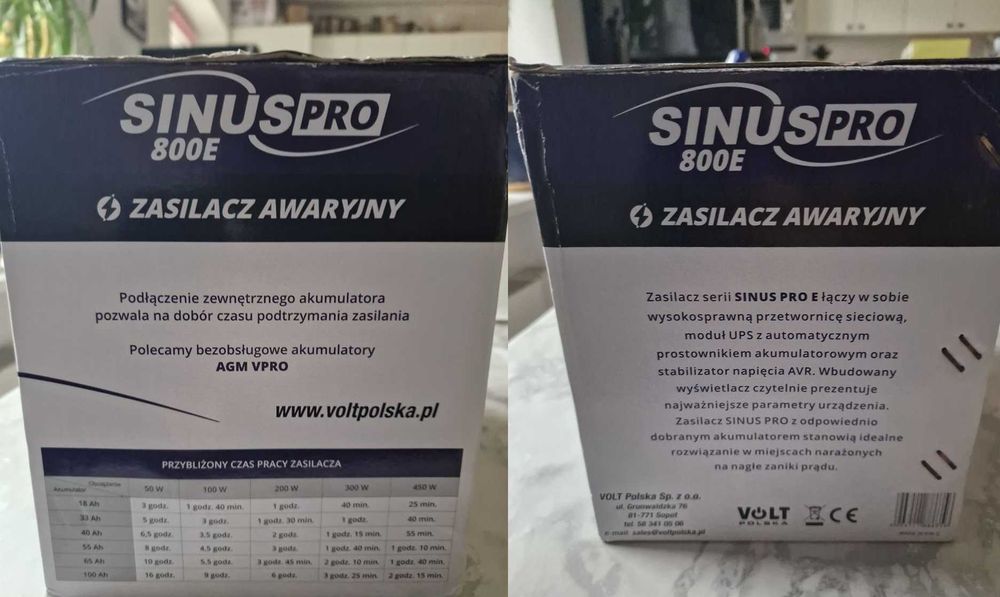 SINUS PRO
800E
ZASILACZ AWARYJNY
Podłączenie zewnętrznego akumulatora
pozwala na dobór czasu podtrzymania zasilania
Polecamy bezobsługowe akumulatory
AGM VPRO
www.voltpolska.pl
PRZYBLIŻONY CZAS PRACY ZASILACZA
Obciążenie
Akumulator 50 W 100 W 200 W 300 W 450 W
18 Ah 3 godz. 1 godz. 40 min. 1 godz. 40 min. 25 min.
33 Ah 5 godz. 3 godz. 1 godz. 30 min. 1 godz. 40 min.
40 Ah 6,5 godz. 3,5 godz. 2 godz. 1 godz. 15 min. 55 min.
55 Ah 8 godz. 4,5 godz. 3 godz. 1 godz. 40 min. 1 godz. 10 min.
65 Ah 10 godz. 5,5 godz. 3 godz. 45 min. 2 godz. 10 min. 1 godz. 40 min.
100 Ah 16 godz. 9 godz. 6 godz. 3 godz. 25 min. 2 godz. 15 min.
SINUS PRO
800E
ZASILACZ AWARYJNY
Zasilacz serii SINUS PRO E łączy w sobie
wysokosprawną przetwornicę sieciową,
moduł UPS z automatycznym
prostownikiem akumulatorowym oraz
stabilizator napięcia AVR. Wbudowany
wyświetlacz czytelnie prezentuje
najważniejsze parametry urządzenia.
Zasilacz SINUS PRO z odpowiednio
dobranym akumulatorem stanowią idealne
rozwiązanie w miejscach narażonych
na nagłe zaniki prądu.
VOLT Polska Sp. z o.o.
ul. Grunwaldzka 76
81-771 Sopot
tel. 58 341 05 06
e-mail sales@voltpolska.pl
VOLT
POLSKA
CE